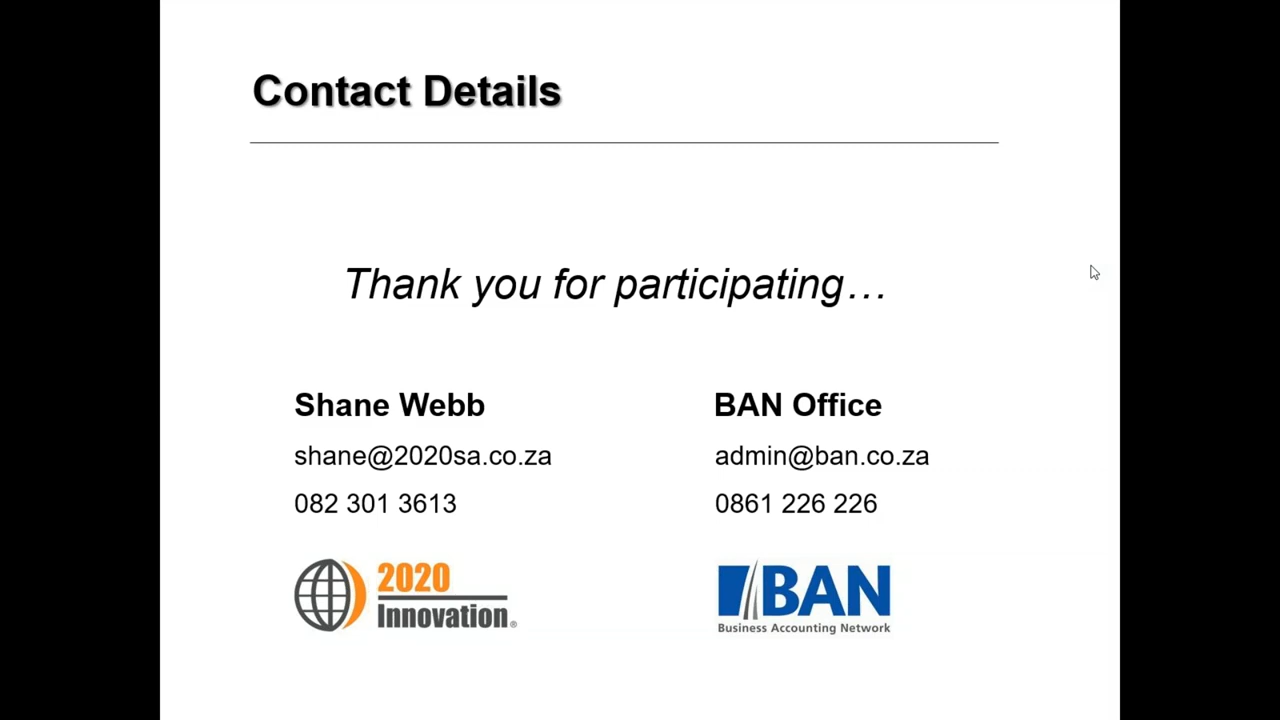 Contact Details
Thank you for participating…
Shane Webb
shane@2020sa.co.za
082 301 3613
2020
Innovation®
BAN Office
admin@ban.co.za
0861 226 226
BAN
Business Accounting Network